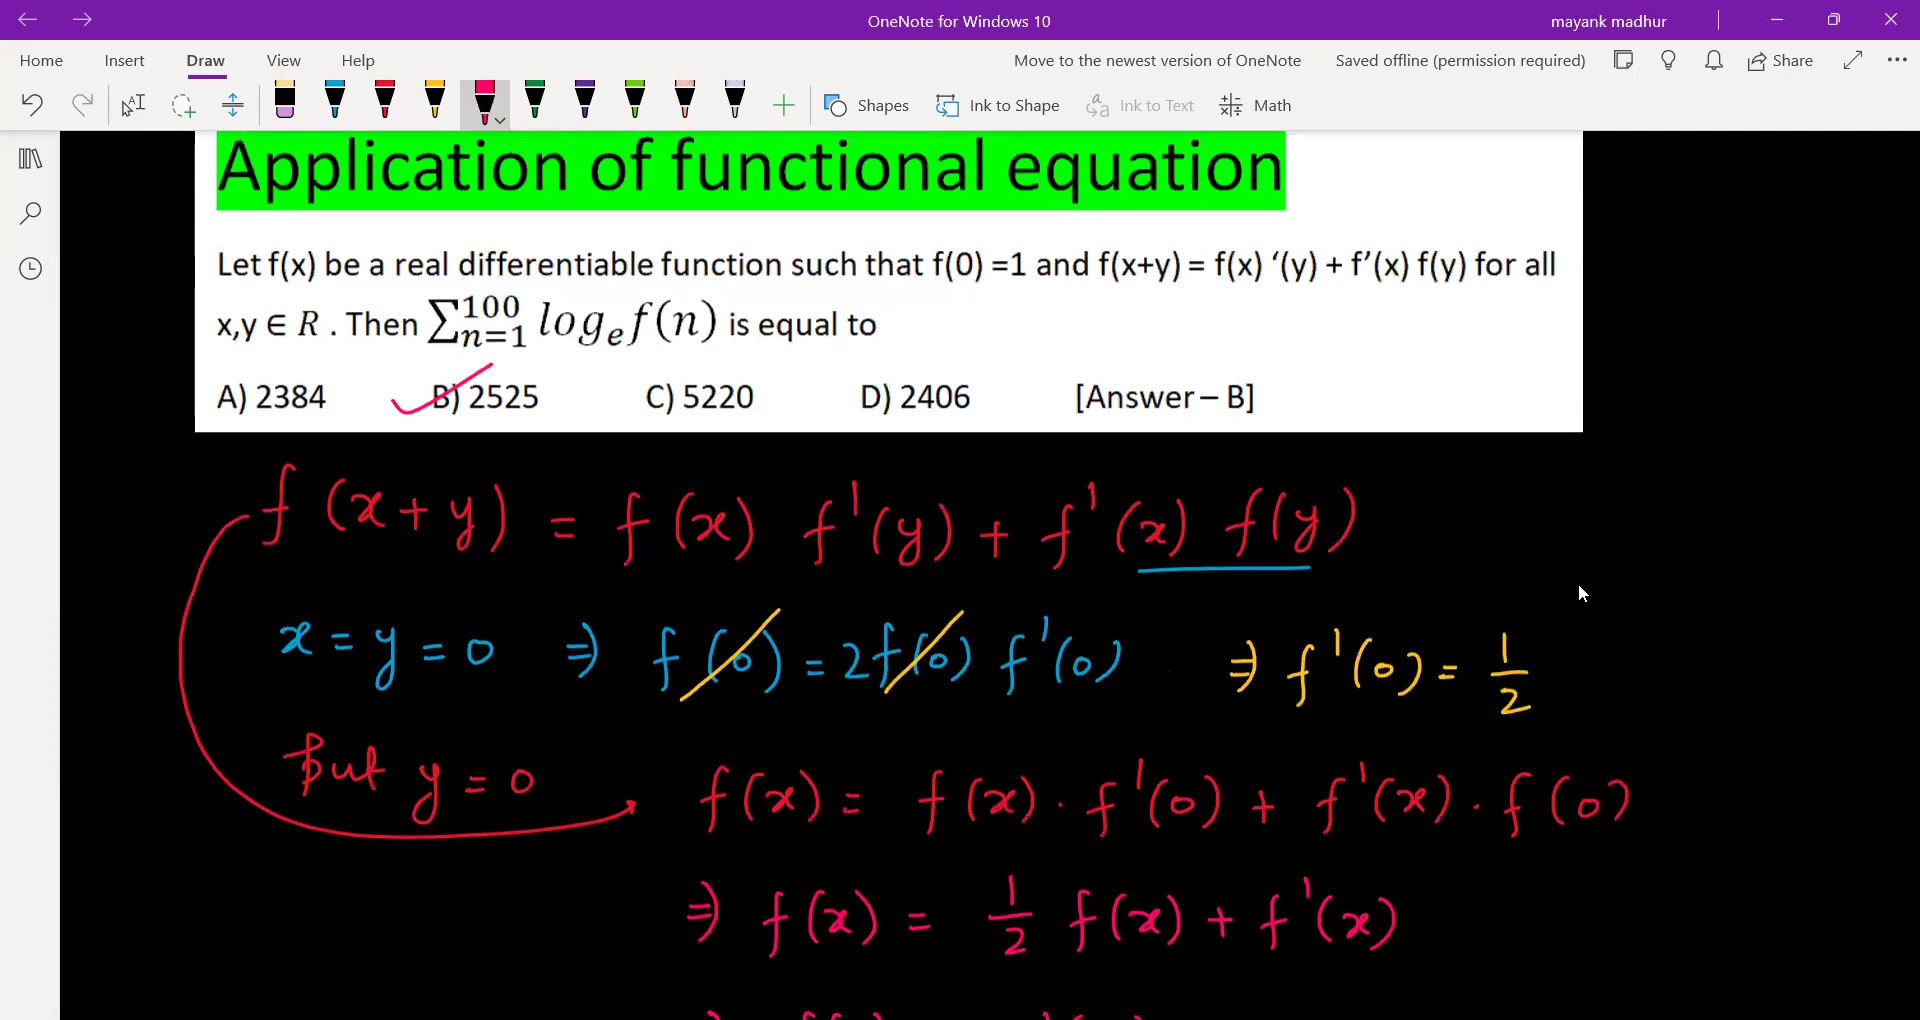 OneNote for Windows 10
mayank madhur
Home Insert Draw View Help
Move to the newest version of OneNote Saved offline (permission required) Share
Shapes Ink to Shape Ink to Text Math
Application of functional equation
Let f(x) be a real differentiable function such that f(0) =1 and f(x+y) = f(x) ‘(y) + f’(x) f(y) for all
x,y ∈ R . Then ∑_{n=1}^{100} log_e f(n) is equal to
A) 2384 B) 2525 C) 5220 D) 2406 [Answer – B]
f (x+y) = f (x) f'(y) + f'(x) f(y)
x = y = 0 ⇒ f(0) = 2f(0) f'(0) ⇒ f'(0) = 1/2
Put y = 0 f(x) = f(x) . f'(0) + f'(x) . f(0)
⇒ f(x) = 1/2 f(x) + f'(x)